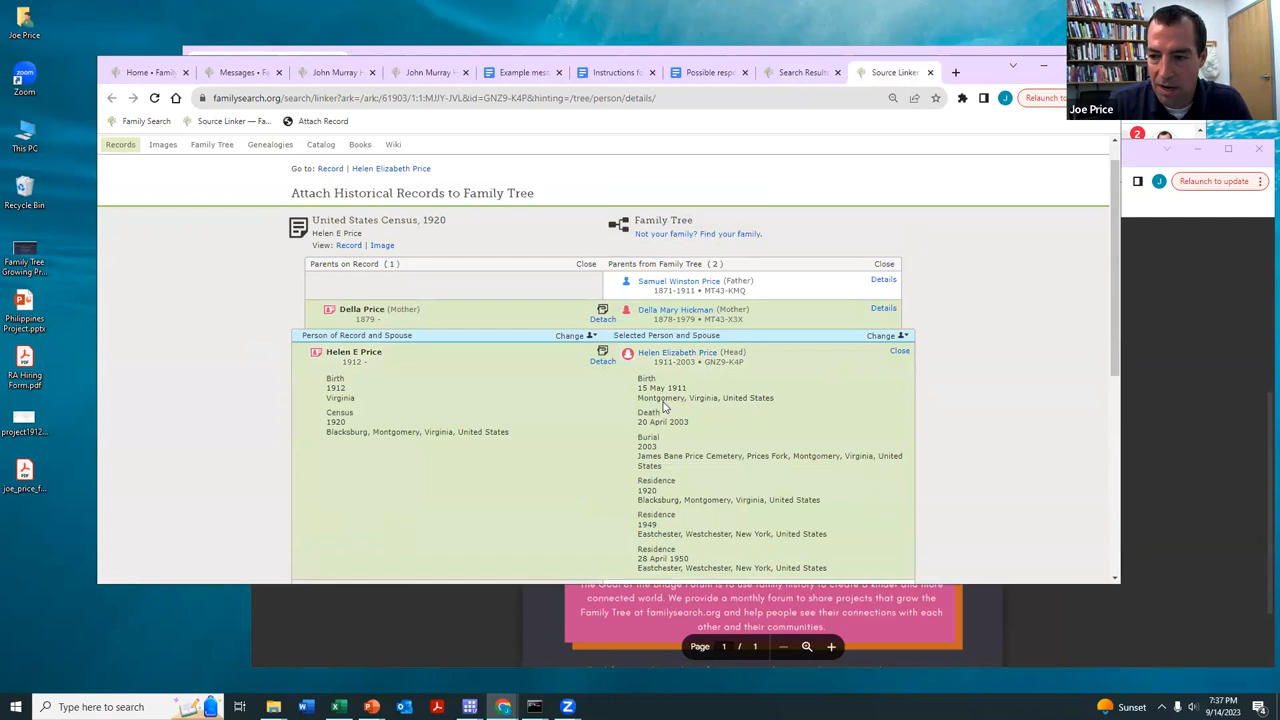 Joe Price
Zoom
This PC
Recycle Bin
Family Tree
Growing Pr...
Philippines
Project.pptx
RA Hiring
Form.pdf
project1912...
joe_price_f...
Home • Family
Messages • Fa
John Murray H
John Murray H
Example mess
Instructions fo
Possible respo
Search Results
Source Linker
familysearch.org/search/linker?ark=/ark:/61903/1:1:MJJY-JVL&id=GNZ9-K4P&hinting=/tree/person/details/
Relaunch to
J
Joe Price
Family Search
Source Linker — Fa...
Attach Record
2
Records
Images
Family Tree
Genealogies
Catalog
Books
Wiki
J
Relaunch to update
Go to: Record | Helen Elizabeth Price
Attach Historical Records to Family Tree
United States Census, 1920
Helen E Price
View: Record | Image
Family Tree
Not your family? Find your family.
Parents on Record ( 1 )
Close
Parents from Family Tree ( 2 )
Close
Samuel Winston Price (Father)
1871-1911 • MT43-KMQ
Details
Della Price (Mother)
1879 -
Detach
Della Mary Hickman (Mother)
1878-1979 • MT43-X3X
Details
Person of Record and Spouse
Change
Selected Person and Spouse
Change
Helen E Price
1912 -
Detach
Helen Elizabeth Price (Head)
1911-2003 • GNZ9-K4P
Close
Birth
1912
Virginia
Census
1920
Blacksburg, Montgomery, Virginia, United States
Birth
15 May 1911
Montgomery, Virginia, United States
Death
20 April 2003
Burial
2003
James Bane Price Cemetery, Prices Fork, Montgomery, Virginia, United
States
Residence
1920
Blacksburg, Montgomery, Virginia, United States
Residence
1949
Eastchester, Westchester, New York, United States
Residence
28 April 1950
Eastchester, Westchester, New York, United States
The Goal of the Bridge Forum is to use family history to create a kinder and more
connected world. We provide a monthly forum to share projects that grow the
Family Tree at familysearch.org and help people see their connections with each
other and their communities.
Page 1 / 1
Type here to search
Sunset
7:37 PM
9/14/2023
4